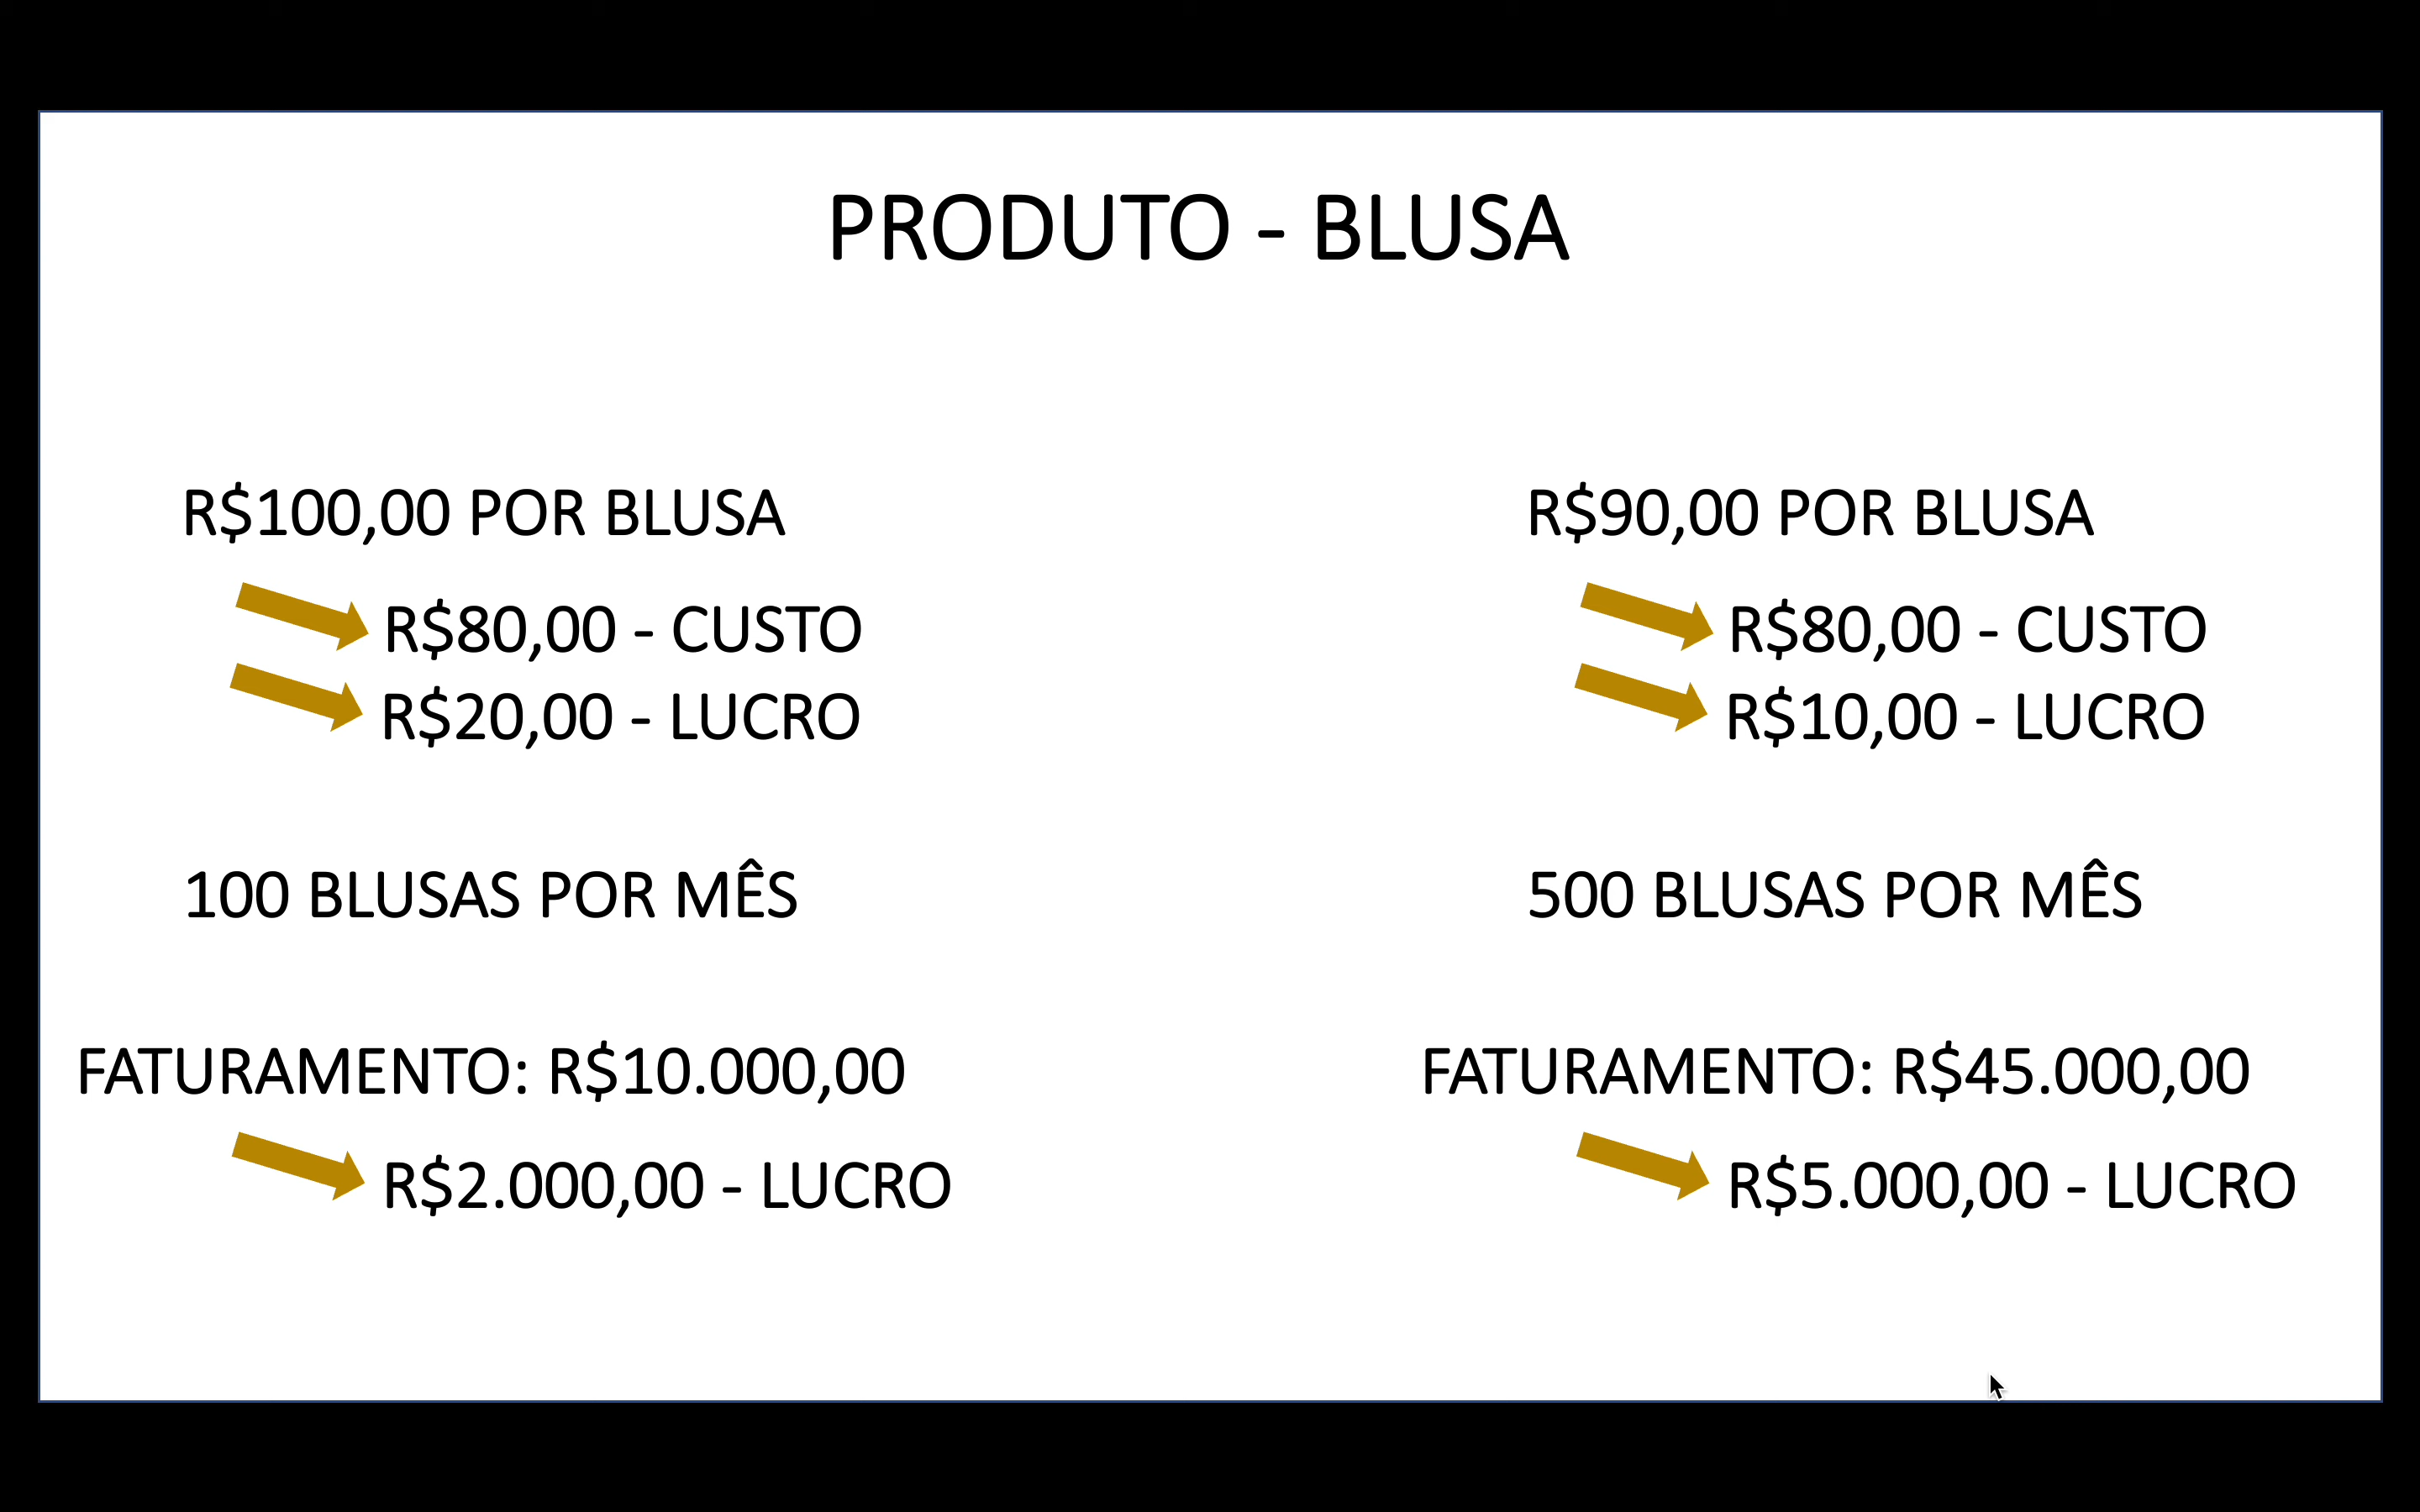 PRODUTO - BLUSA
R$100,00 POR BLUSA
R$80,00 - CUSTO
R$20,00 - LUCRO
100 BLUSAS POR MÊS
FATURAMENTO: R$10.000,00
R$2.000,00 - LUCRO
R$90,00 POR BLUSA
R$80,00 - CUSTO
R$10,00 - LUCRO
500 BLUSAS POR MÊS
FATURAMENTO: R$45.000,00
R$5.000,00 - LUCRO